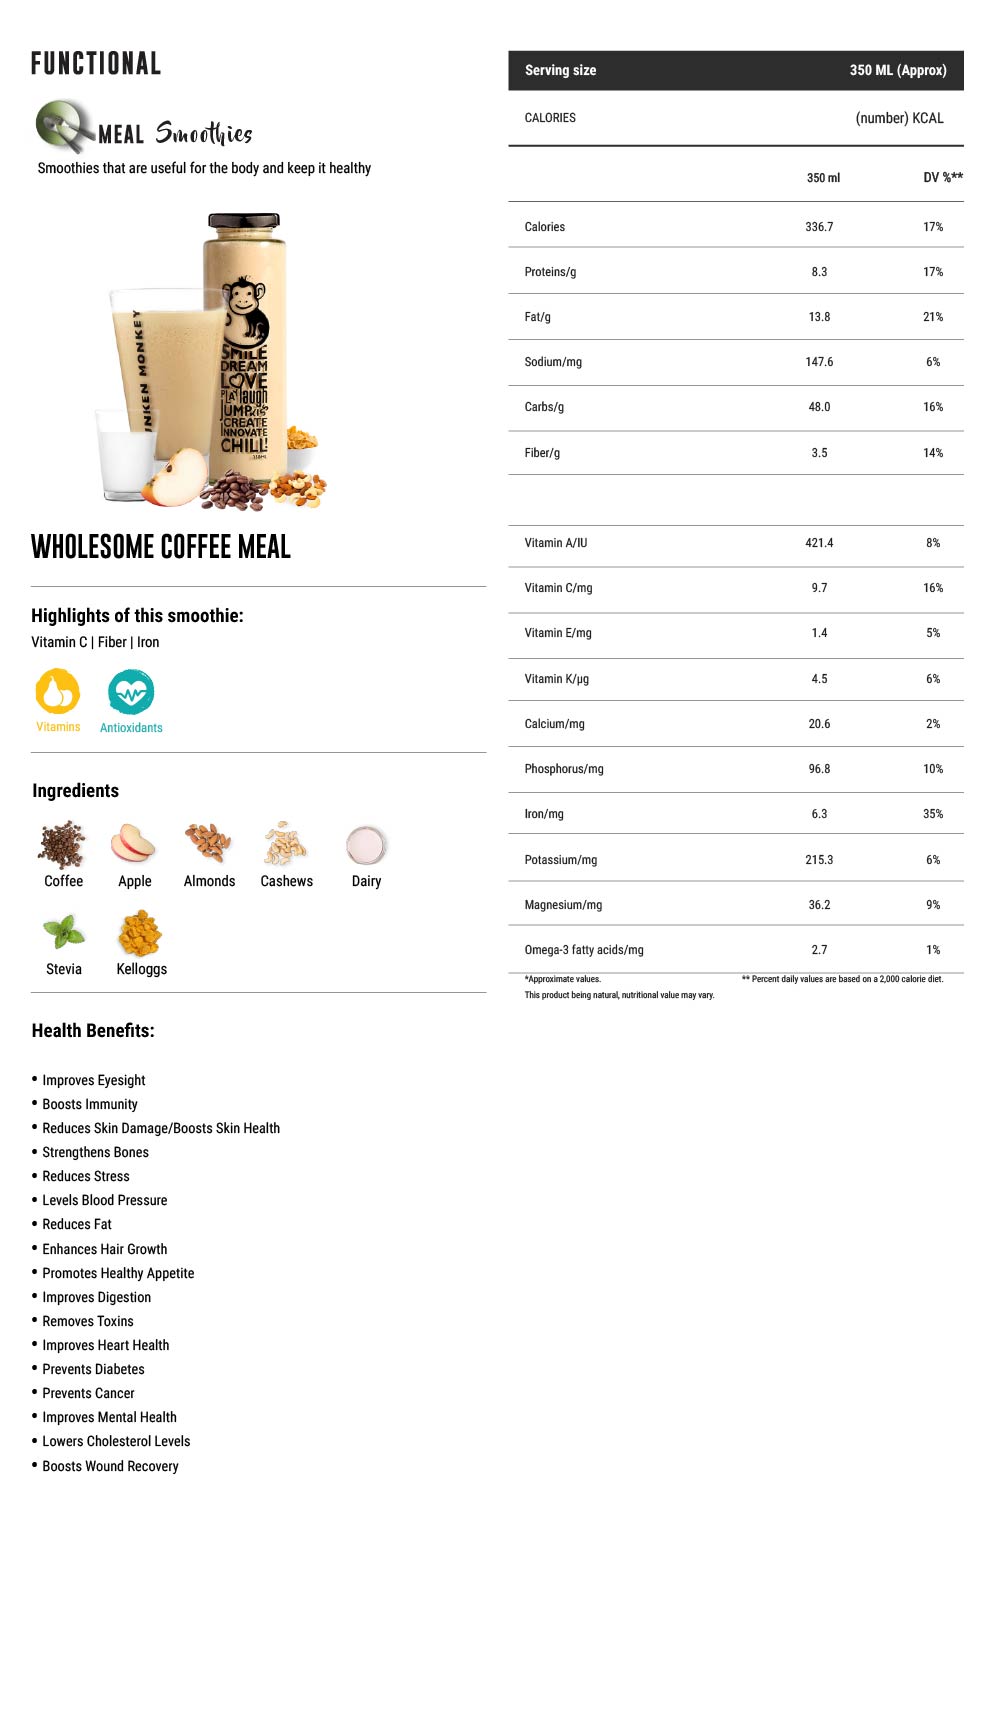 FUNCTIONAL
MEAL Smoothies
Smoothies that are useful for the body and keep it healthy
UNKEN MONKEY
SMILE
DREAM
LOVE
PLAY laugh
JUMP KISS
CREATE
INNOVATE
CHILL!
WHOLESOME COFFEE MEAL
Highlights of this smoothie:
Vitamin C | Fiber | Iron
Vitamins Antioxidants
Ingredients
Coffee Apple Almonds Cashews Dairy
Stevia Kelloggs
Health Benefits:
• Improves Eyesight
• Boosts Immunity
• Reduces Skin Damage/Boosts Skin Health
• Strengthens Bones
• Reduces Stress
• Levels Blood Pressure
• Reduces Fat
• Enhances Hair Growth
• Promotes Healthy Appetite
• Improves Digestion
• Removes Toxins
• Improves Heart Health
• Prevents Diabetes
• Prevents Cancer
• Improves Mental Health
• Lowers Cholesterol Levels
• Boosts Wound Recovery
Serving size 350 ML (Approx)
CALORIES (number) KCAL
350 ml DV %**
Calories 336.7 17%
Proteins/g 8.3 17%
Fat/g 13.8 21%
Sodium/mg 147.6 6%
Carbs/g 48.0 16%
Fiber/g 3.5 14%
Vitamin A/IU 421.4 8%
Vitamin C/mg 9.7 16%
Vitamin E/mg 1.4 5%
Vitamin K/µg 4.5 6%
Calcium/mg 20.6 2%
Phosphorus/mg 96.8 10%
Iron/mg 6.3 35%
Potassium/mg 215.3 6%
Magnesium/mg 36.2 9%
Omega-3 fatty acids/mg 2.7 1%
*Approximate values. ** Percent daily values are based on a 2,000 calorie diet.
This product being natural, nutritional value may vary.